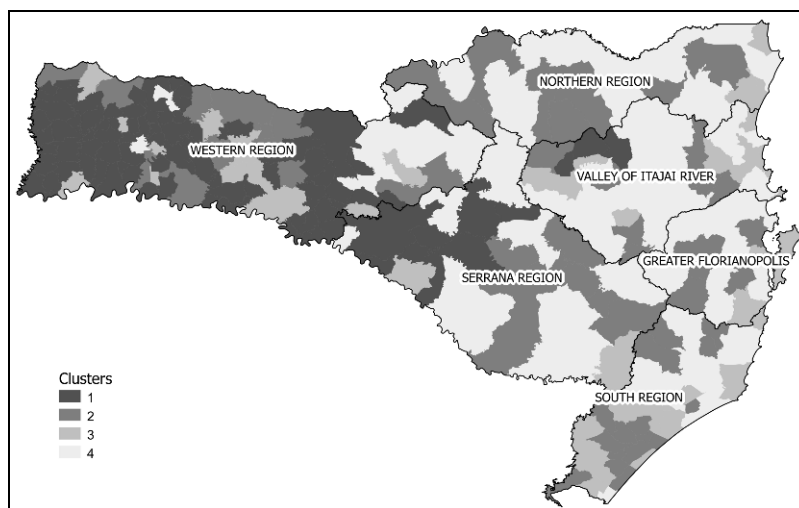 NORTHERN REGION
WESTERN REGION
VALLEY OF ITAJAI RIVER
GREATER FLORIANOPOLIS
SERRANA REGION
SOUTH REGION
Clusters
1
2
3
4